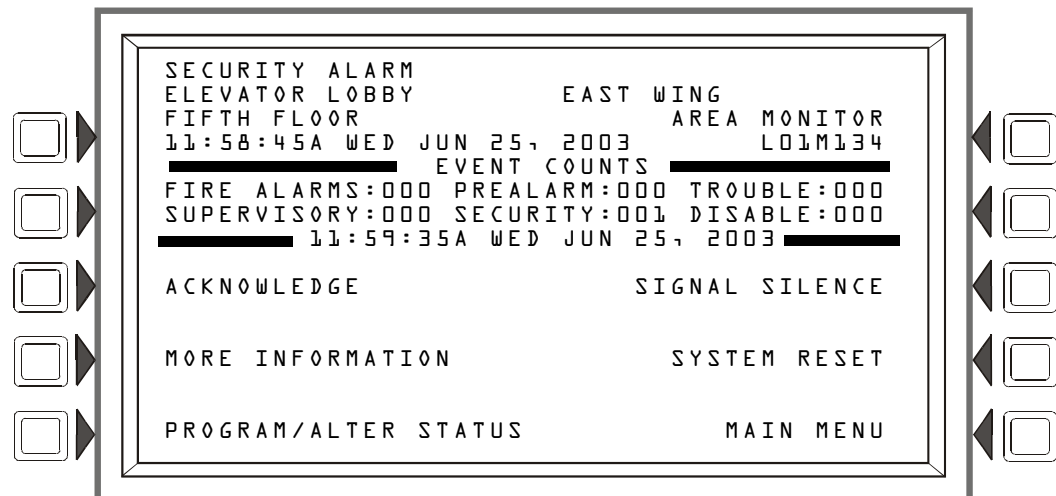 SECURITY ALARM
ELEVATOR LOBBY EAST WING
FIFTH FLOOR AREA MONITOR
11:58:45A WED JUN 25, 2003 L01M134
EVENT COUNTS
FIRE ALARMS:000 PREALARM:000 TROUBLE:000
SUPERVISORY:000 SECURITY:001 DISABLE:000
11:59:35A WED JUN 25, 2003
ACKNOWLEDGE SIGNAL SILENCE
MORE INFORMATION SYSTEM RESET
PROGRAM/ALTER STATUS MAIN MENU